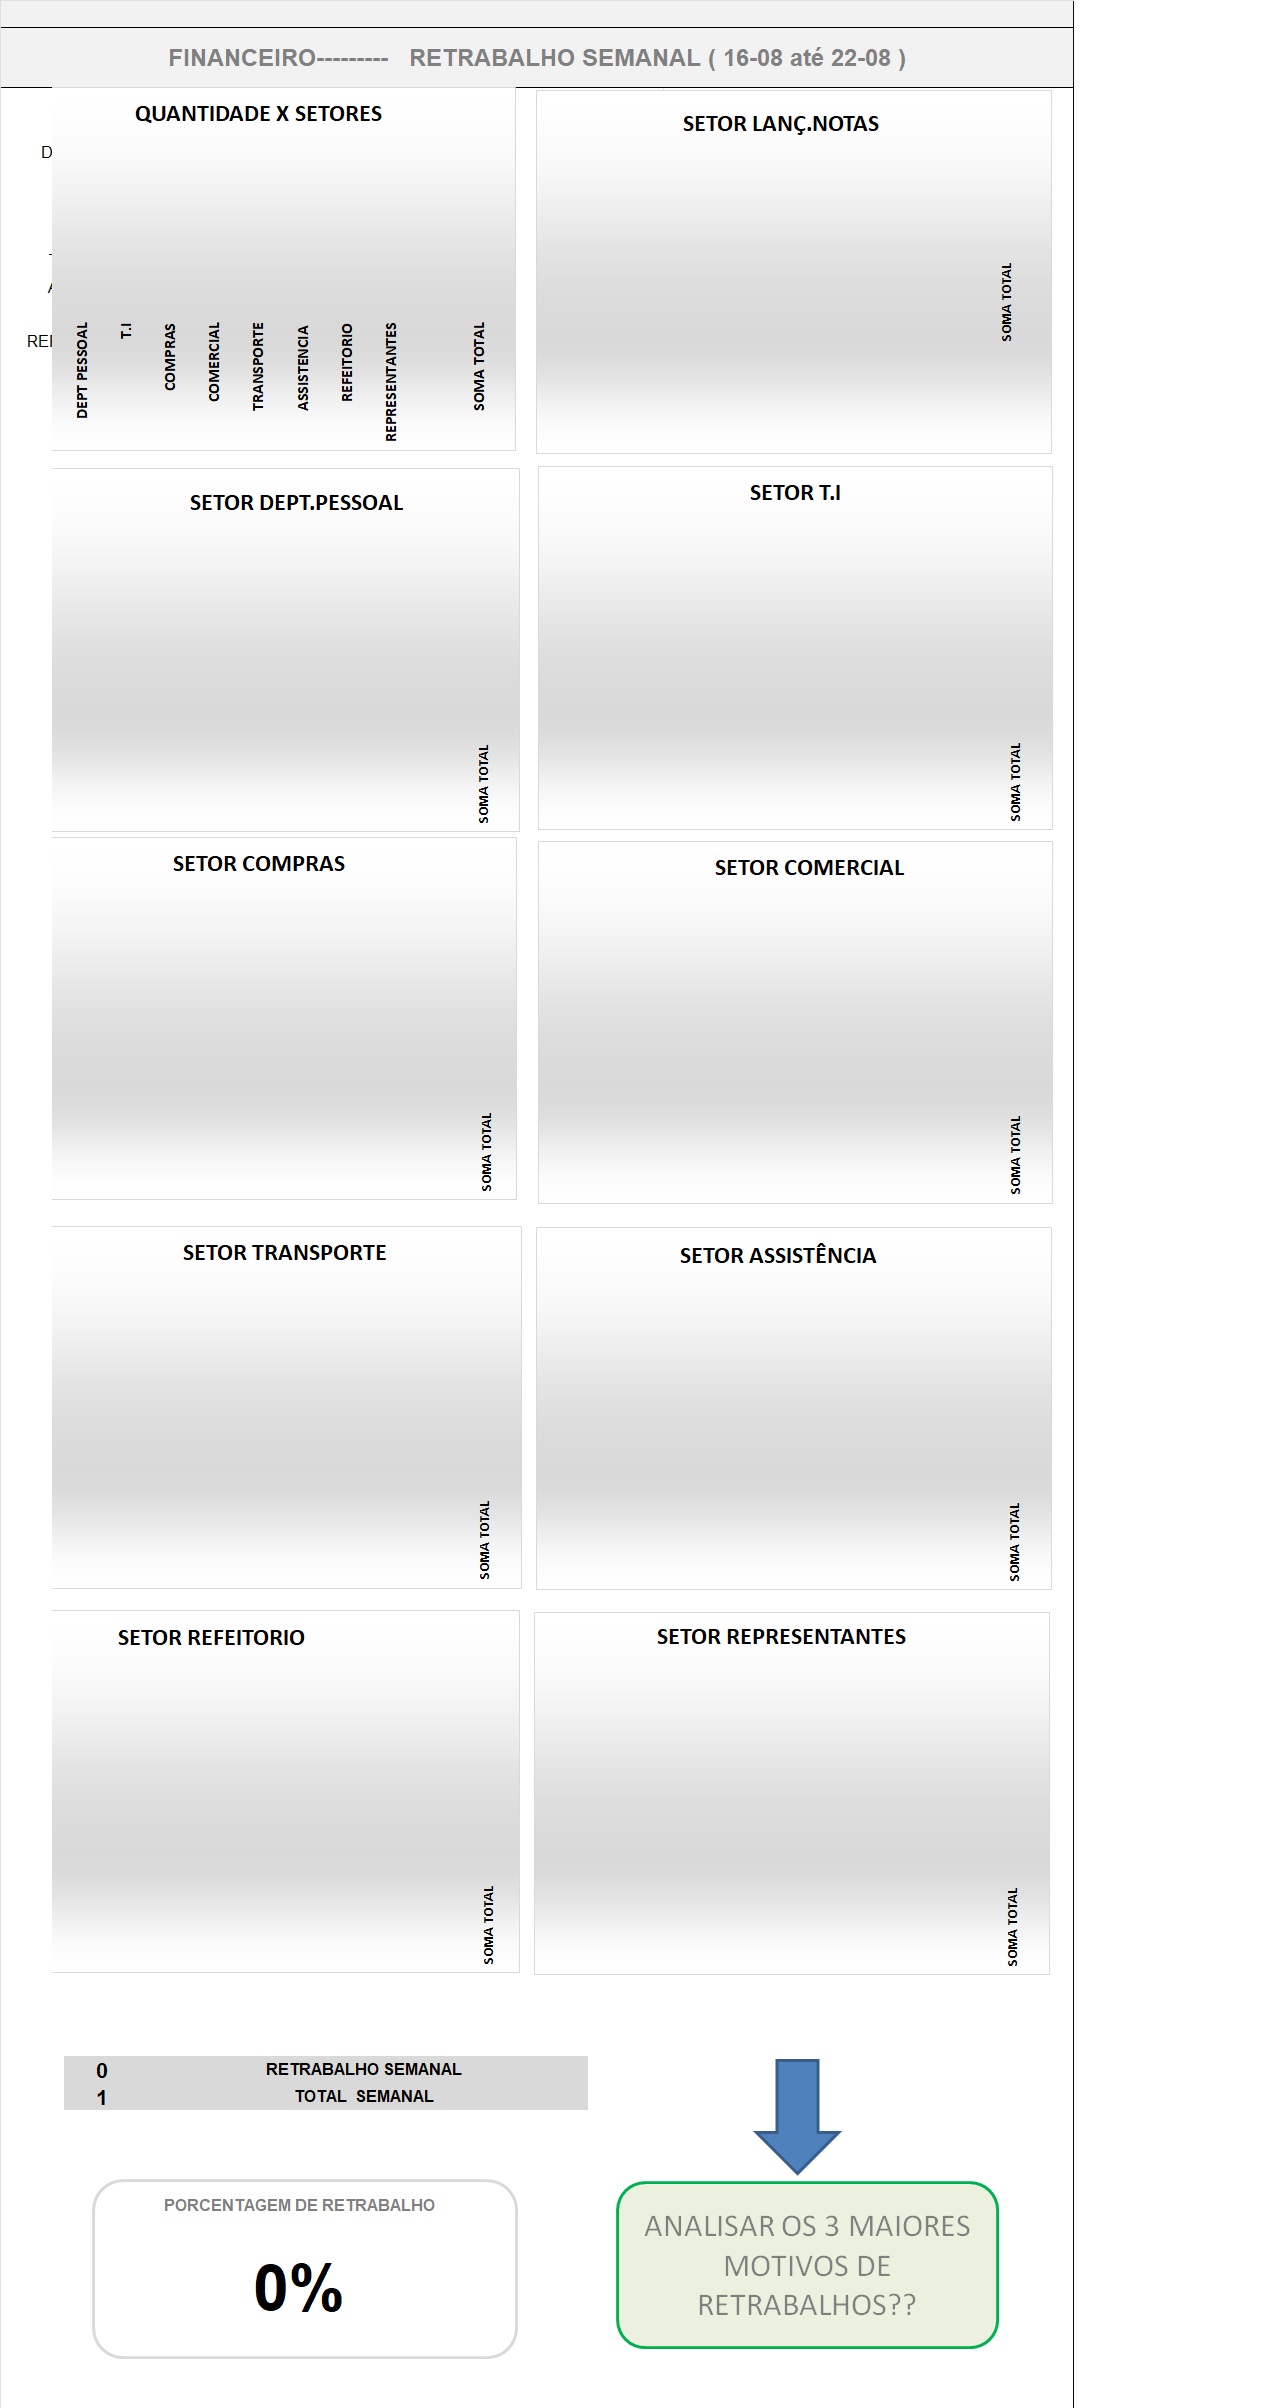 FINANCEIRO---------   RETRABALHO SEMANAL ( 16-08 até 22-08 )
QUANTIDADE X SETORES
DEPT PESSOAL
T.I
COMPRAS
COMERCIAL
TRANSPORTE
ASSISTENCIA
REFEITORIO
REPRESENTANTES
SOMA TOTAL
SETOR LANÇ.NOTAS
SOMA TOTAL
SETOR DEPT.PESSOAL
SOMA TOTAL
SETOR T.I
SOMA TOTAL
SETOR COMPRAS
SOMA TOTAL
SETOR COMERCIAL
SOMA TOTAL
SETOR TRANSPORTE
SOMA TOTAL
SETOR ASSISTÊNCIA
SOMA TOTAL
SETOR REFEITORIO
SOMA TOTAL
SETOR REPRESENTANTES
SOMA TOTAL
0 RETRABALHO SEMANAL
1 TOTAL  SEMANAL
PORCENTAGEM DE RETRABALHO
0%
ANALISAR OS 3 MAIORES
MOTIVOS DE
RETRABALHOS??